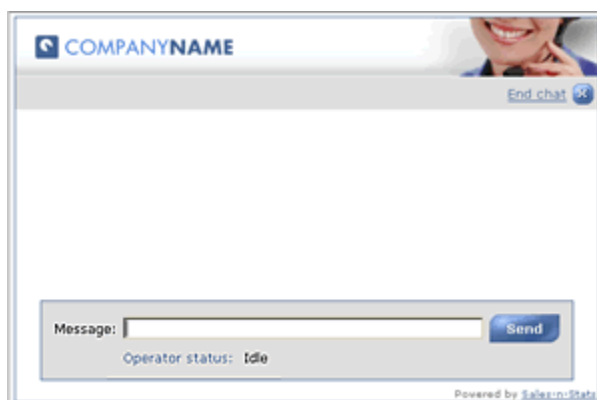 COMPANYNAME
End chat
Message: Send
Operator status: Idle
Powered by Sales-n-Stats